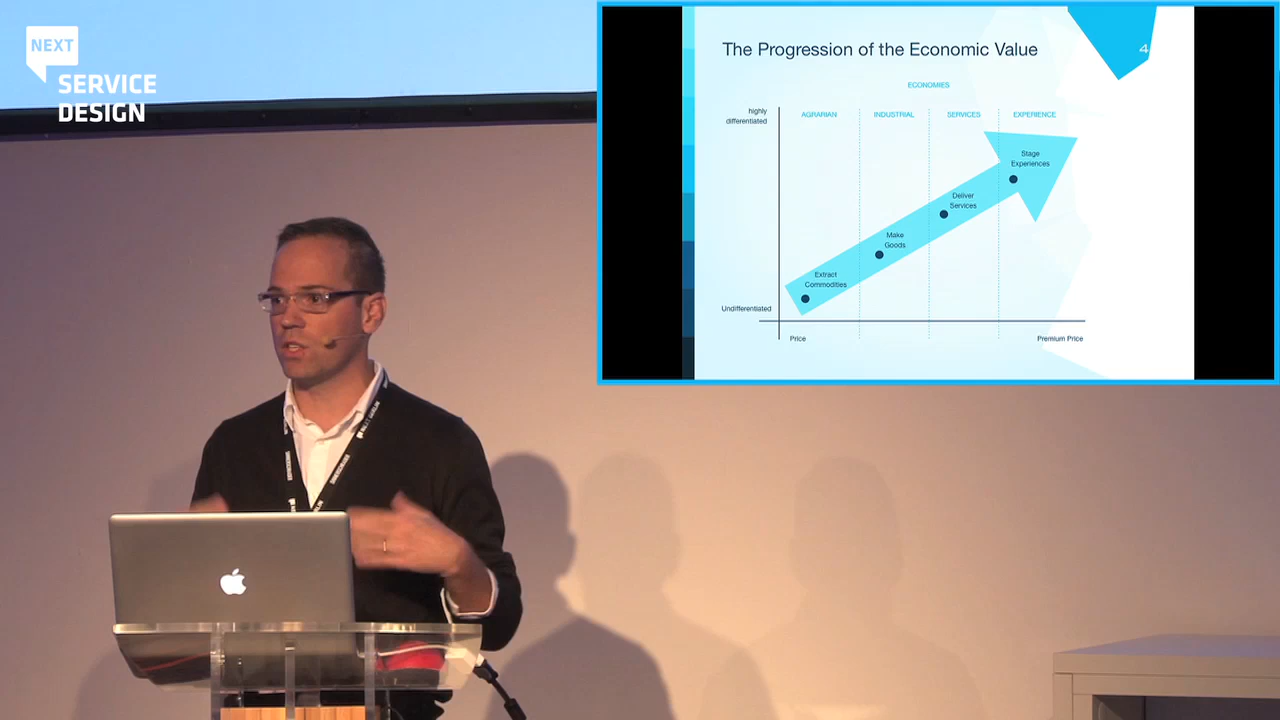 NEXT
SERVICE
DESIGN
The Progression of the Economic Value
4
ECONOMIES
highly
differentiated
AGRARIAN
INDUSTRIAL
SERVICES
EXPERIENCE
Stage
Experiences
Deliver
Services
Make
Goods
Extract
Commodities
Undifferentiated
Price
Premium Price